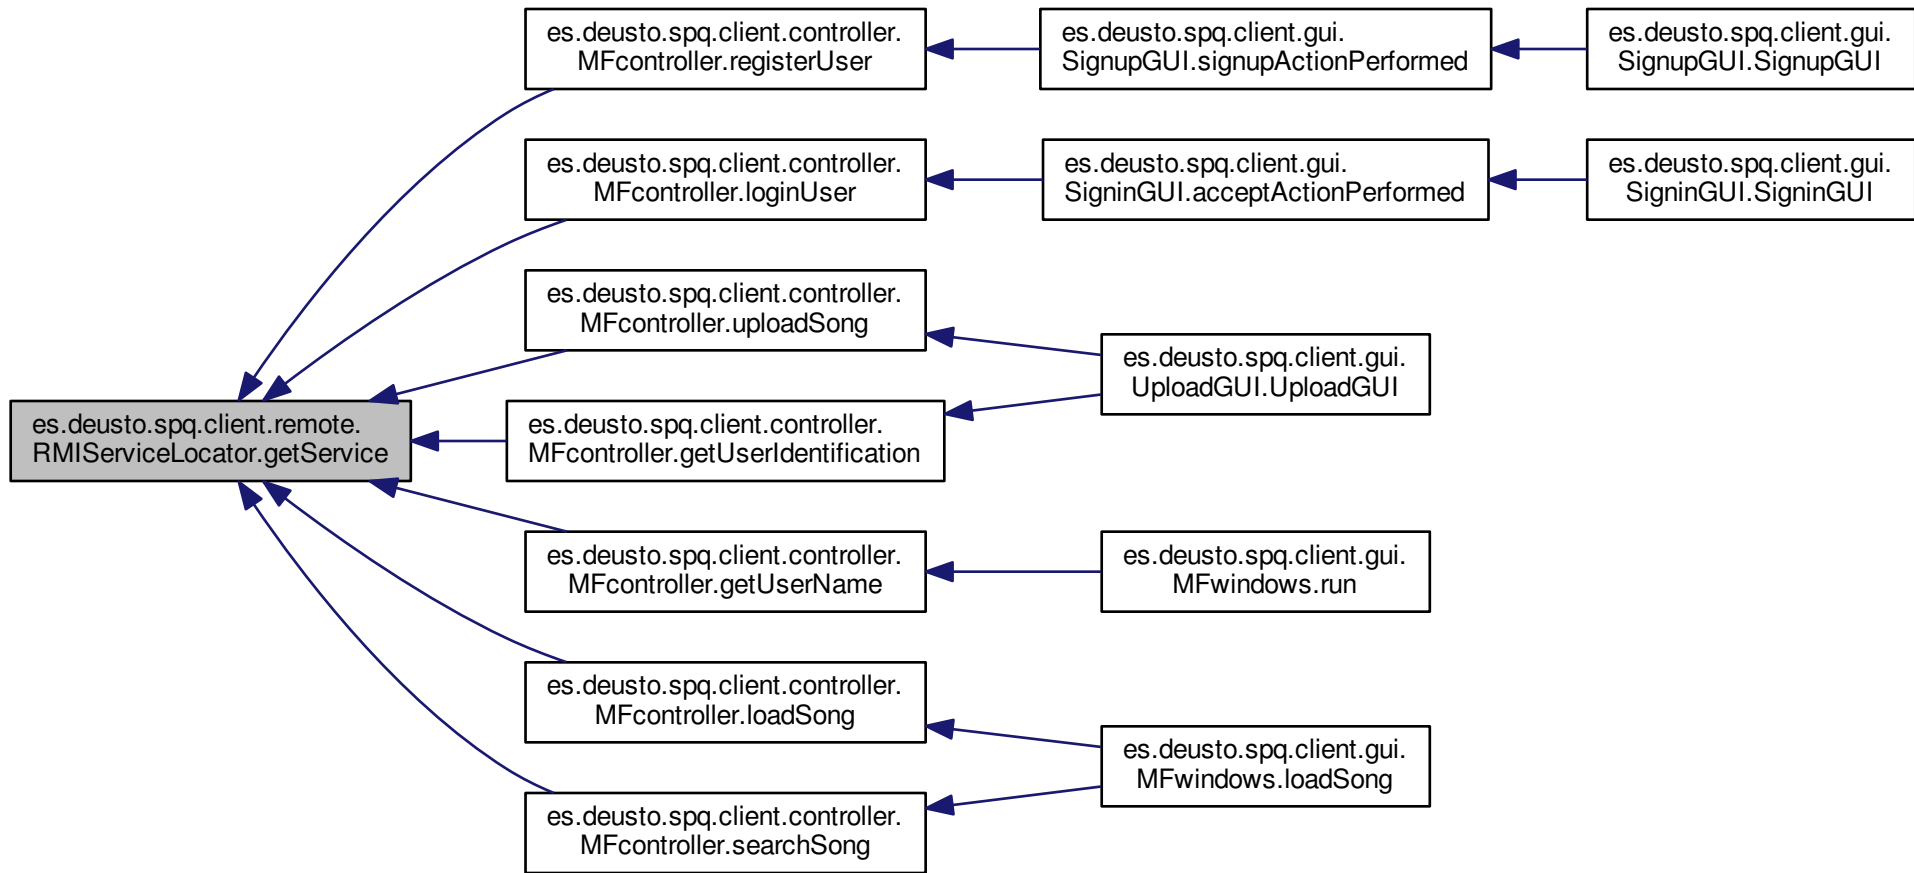 es.deusto.spq.client.controller.
MFcontroller.registerUser
es.deusto.spq.client.gui.
SignupGUI.signupActionPerformed
es.deusto.spq.client.gui.
SignupGUI.SignupGUI
es.deusto.spq.client.controller.
MFcontroller.loginUser
es.deusto.spq.client.gui.
SigninGUI.acceptActionPerformed
es.deusto.spq.client.gui.
SigninGUI.SigninGUI
es.deusto.spq.client.controller.
MFcontroller.uploadSong
es.deusto.spq.client.gui.
UploadGUI.UploadGUI
es.deusto.spq.client.remote.
RMIServiceLocator.getService
es.deusto.spq.client.controller.
MFcontroller.getUserIdentification
es.deusto.spq.client.controller.
MFcontroller.getUserName
es.deusto.spq.client.gui.
MFwindows.run
es.deusto.spq.client.controller.
MFcontroller.loadSong
es.deusto.spq.client.gui.
MFwindows.loadSong
es.deusto.spq.client.controller.
MFcontroller.searchSong